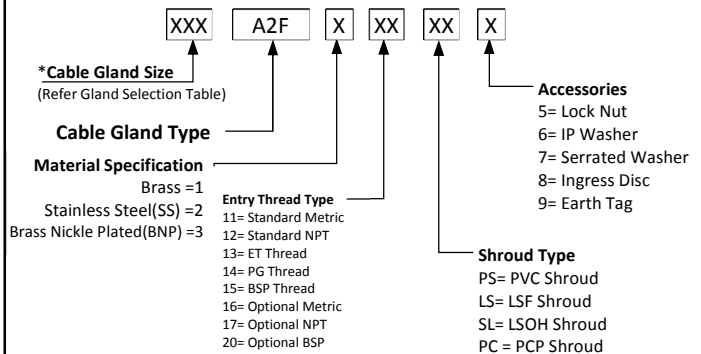 XXX A2F X XX XX X
*Cable Gland Size
(Refer Gland Selection Table)
Cable Gland Type
Material Specification
Brass =1
Stainless Steel(SS) =2
Brass Nickle Plated(BNP) =3
Entry Thread Type
11= Standard Metric
12= Standard NPT
13= ET Thread
14= PG Thread
15= BSP Thread
16= Optional Metric
17= Optional NPT
20= Optional BSP
Accessories
5= Lock Nut
6= IP Washer
7= Serrated Washer
8= Ingress Disc
9= Earth Tag
Shroud Type
PS= PVC Shroud
LS= LSF Shroud
SL= LSOH Shroud
PC = PCP Shroud